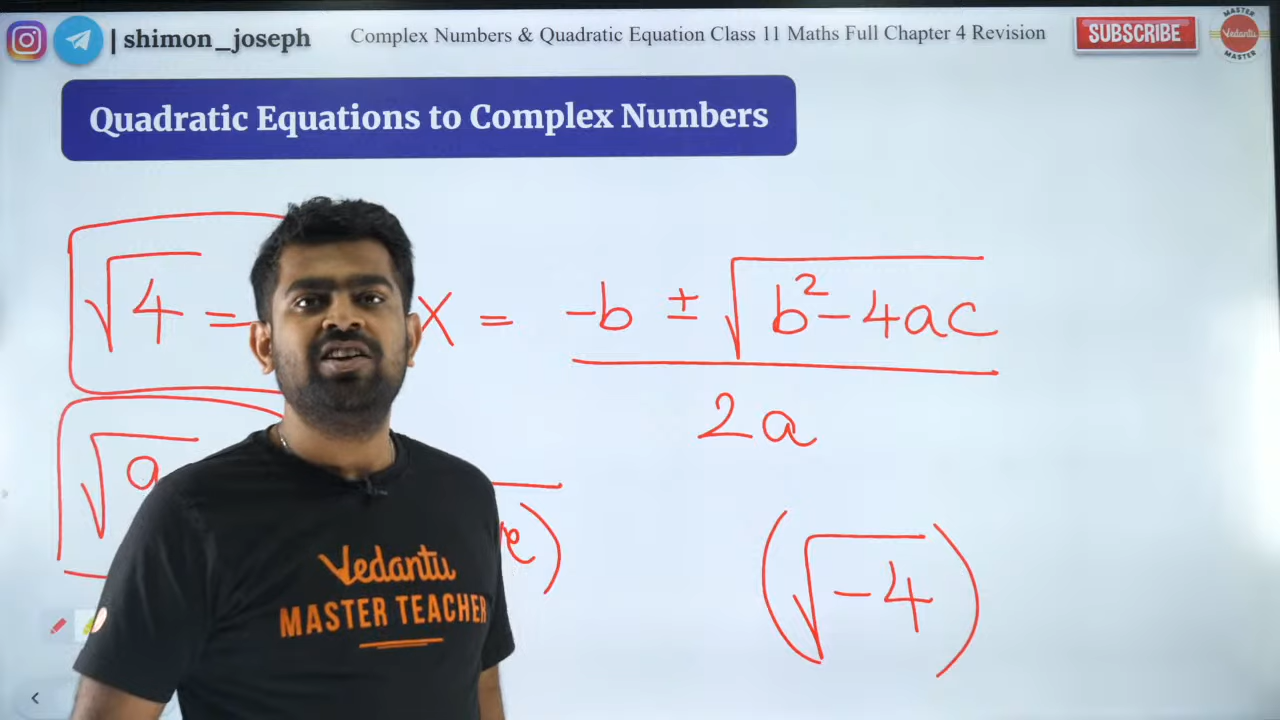 | shimon_joseph
Complex Numbers & Quadratic Equation Class 11 Maths Full Chapter 4 Revision
SUBSCRIBE
MASTER
Vedantu
MASTER
Quadratic Equations to Complex Numbers
√4 =
x = (-b ± √(b² - 4ac)) / 2a
√a
(√-4)
Vedantu
MASTER TEACHER